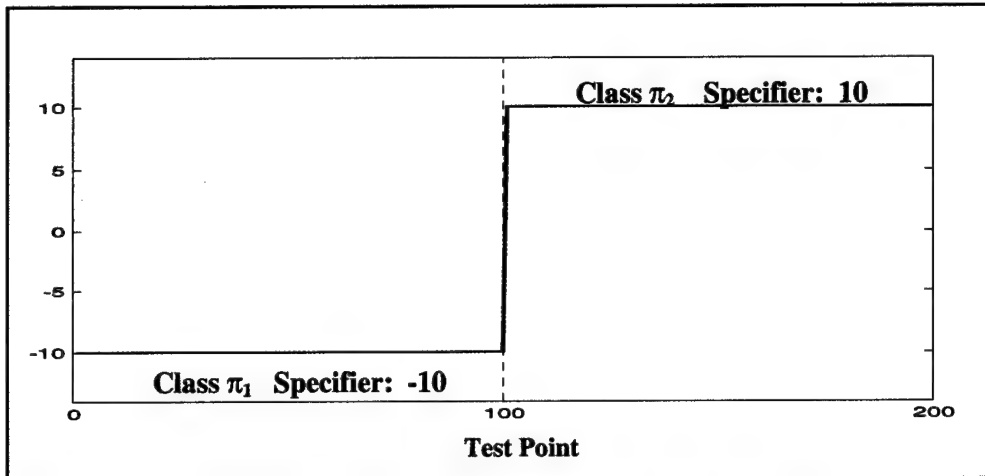 Class π₂ Specifier: 10
10
5
0
-5
-10
Class π₁ Specifier: -10
0 100 200
Test Point